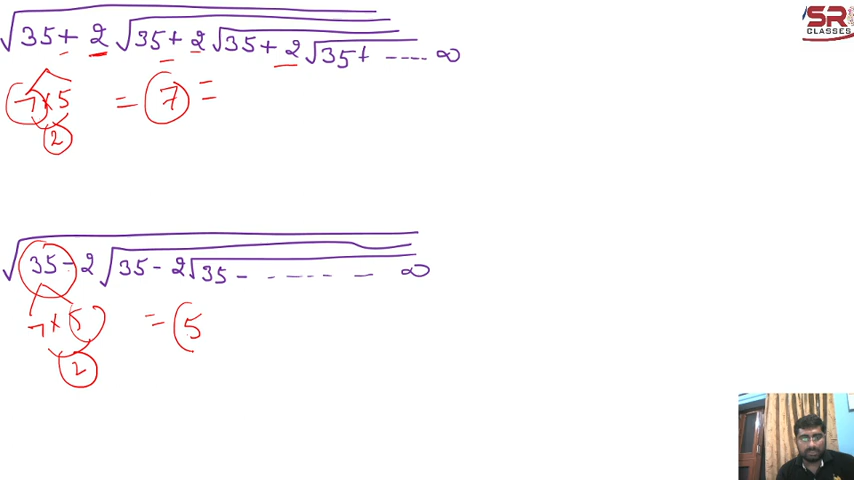 SR
CLASSES
√35 + 2√35 + 2√35 + 2√35 + ---- ∞
7 × 5 = 7 =
2
√35 - 2√35 - 2√35 - - - - - - - ∞
7 × 5 = 5
2